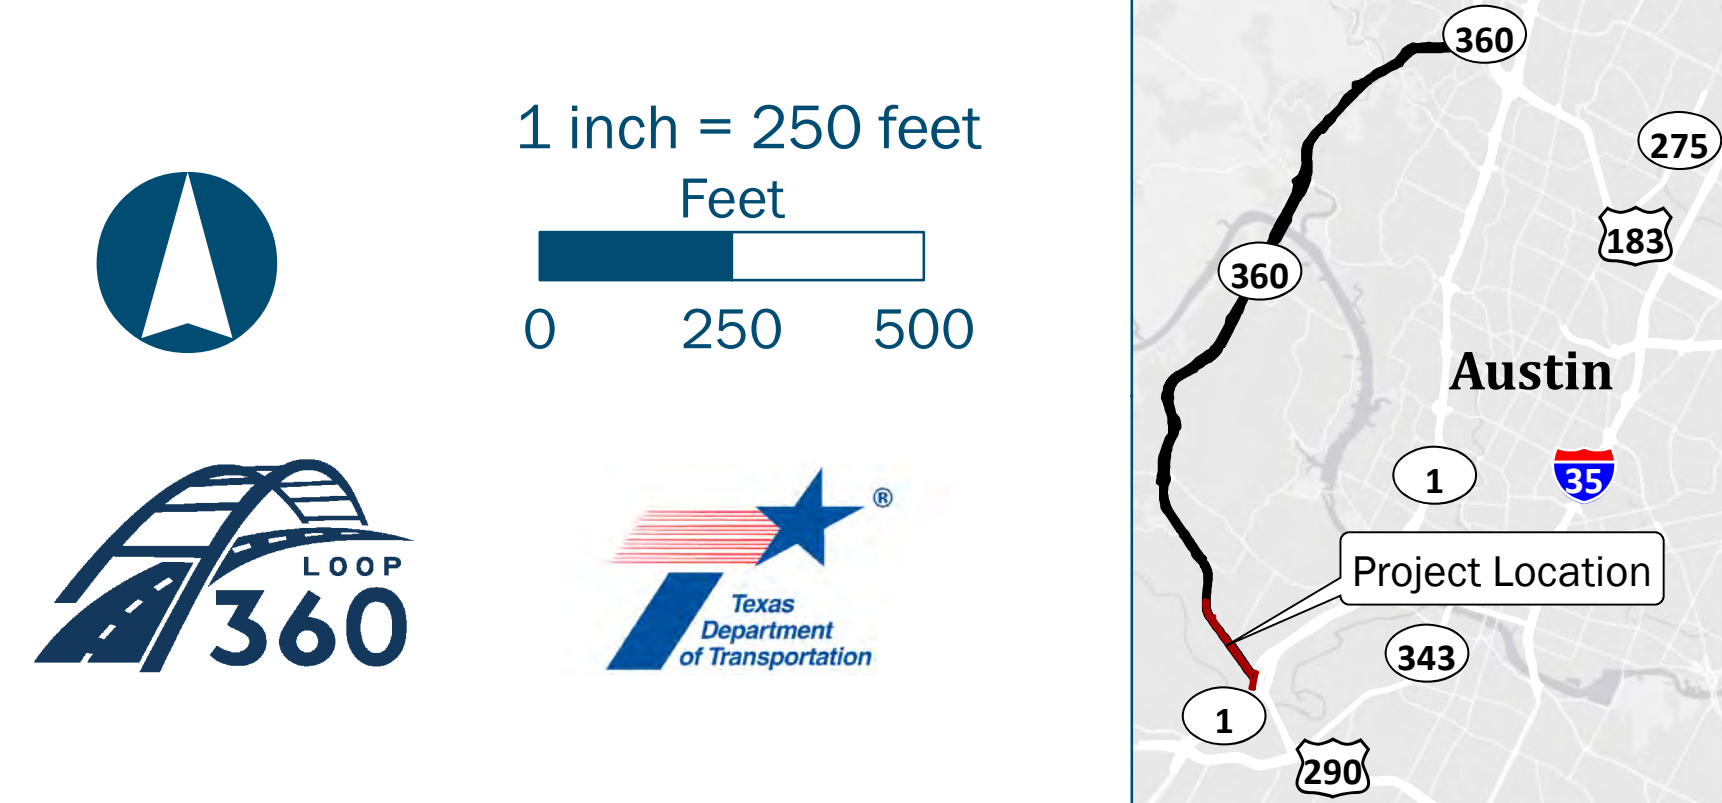 1 inch = 250 feet
Feet
0 250 500
LOOP
360
®
Texas
Department
of Transportation
360
275
183
360
Austin
1
35
Project Location
343
1
290